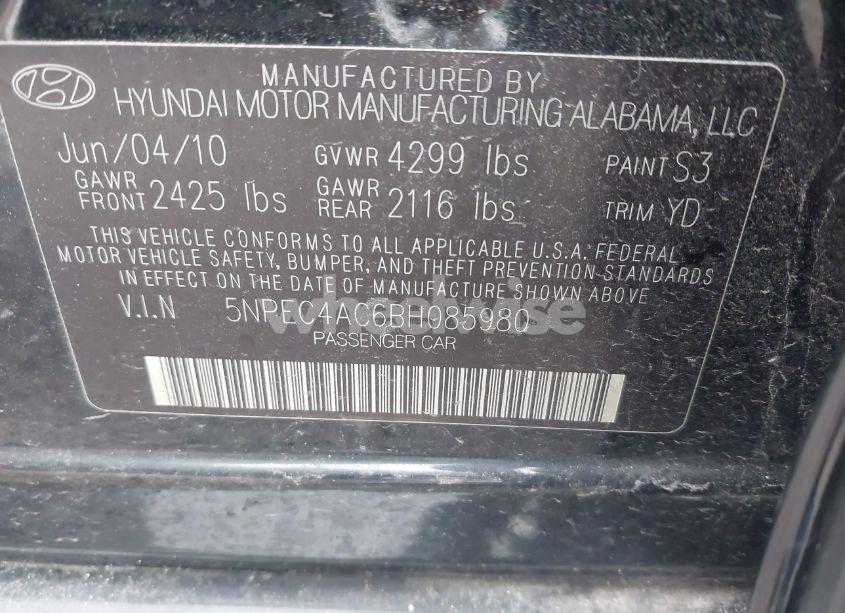 MANUFACTURED BY
HYUNDAI MOTOR MANUFACTURING ALABAMA, LLC
Jun/04/10 GVWR 4299 lbs PAINT S3
GAWR FRONT 2425 lbs GAWR REAR 2116 lbs TRIM YD
THIS VEHICLE CONFORMS TO ALL APPLICABLE U.S.A. FEDERAL
MOTOR VEHICLE SAFETY, BUMPER, AND THEFT PREVENTION STANDARDS
IN EFFECT ON THE DATE OF MANUFACTURE SHOWN ABOVE
V.I.N 5NPEC4AC6BH085980
wheelwise
PASSENGER CAR